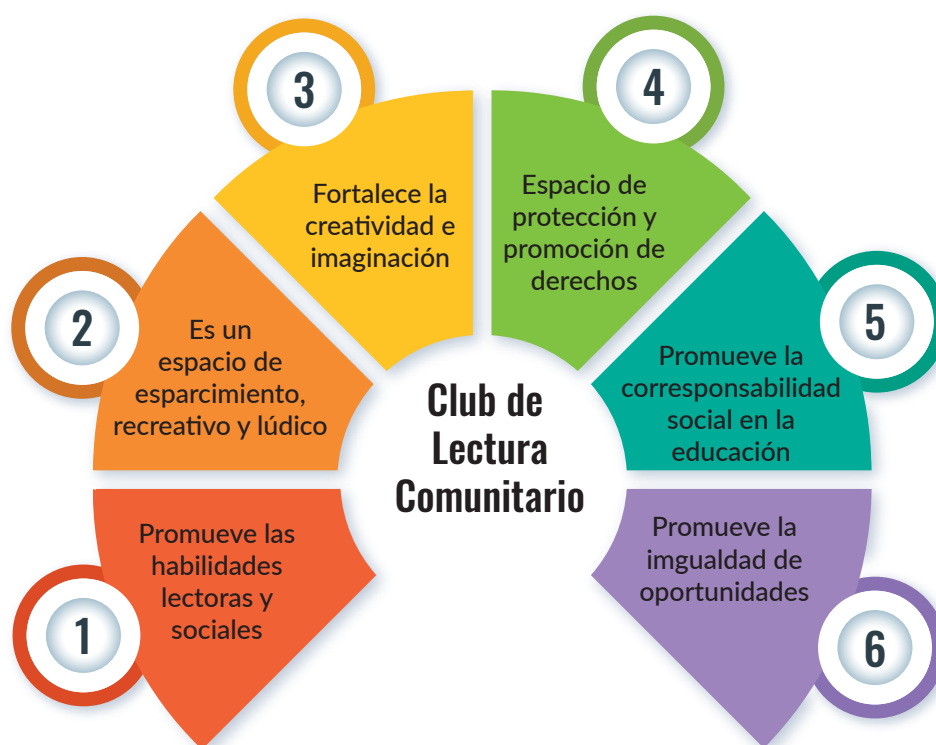 1
Promueve las
habilidades
lectoras y
sociales
2
Es un
espacio de
esparcimiento,
recreativo y lúdico
3
Fortalece la
creatividad e
imaginación
4
Espacio de
protección y
promoción de
derechos
5
Promueve la
corresponsabilidad
social en la
educación
6
Promueve la
imgualdad de
oportunidades
Club de
Lectura
Comunitario